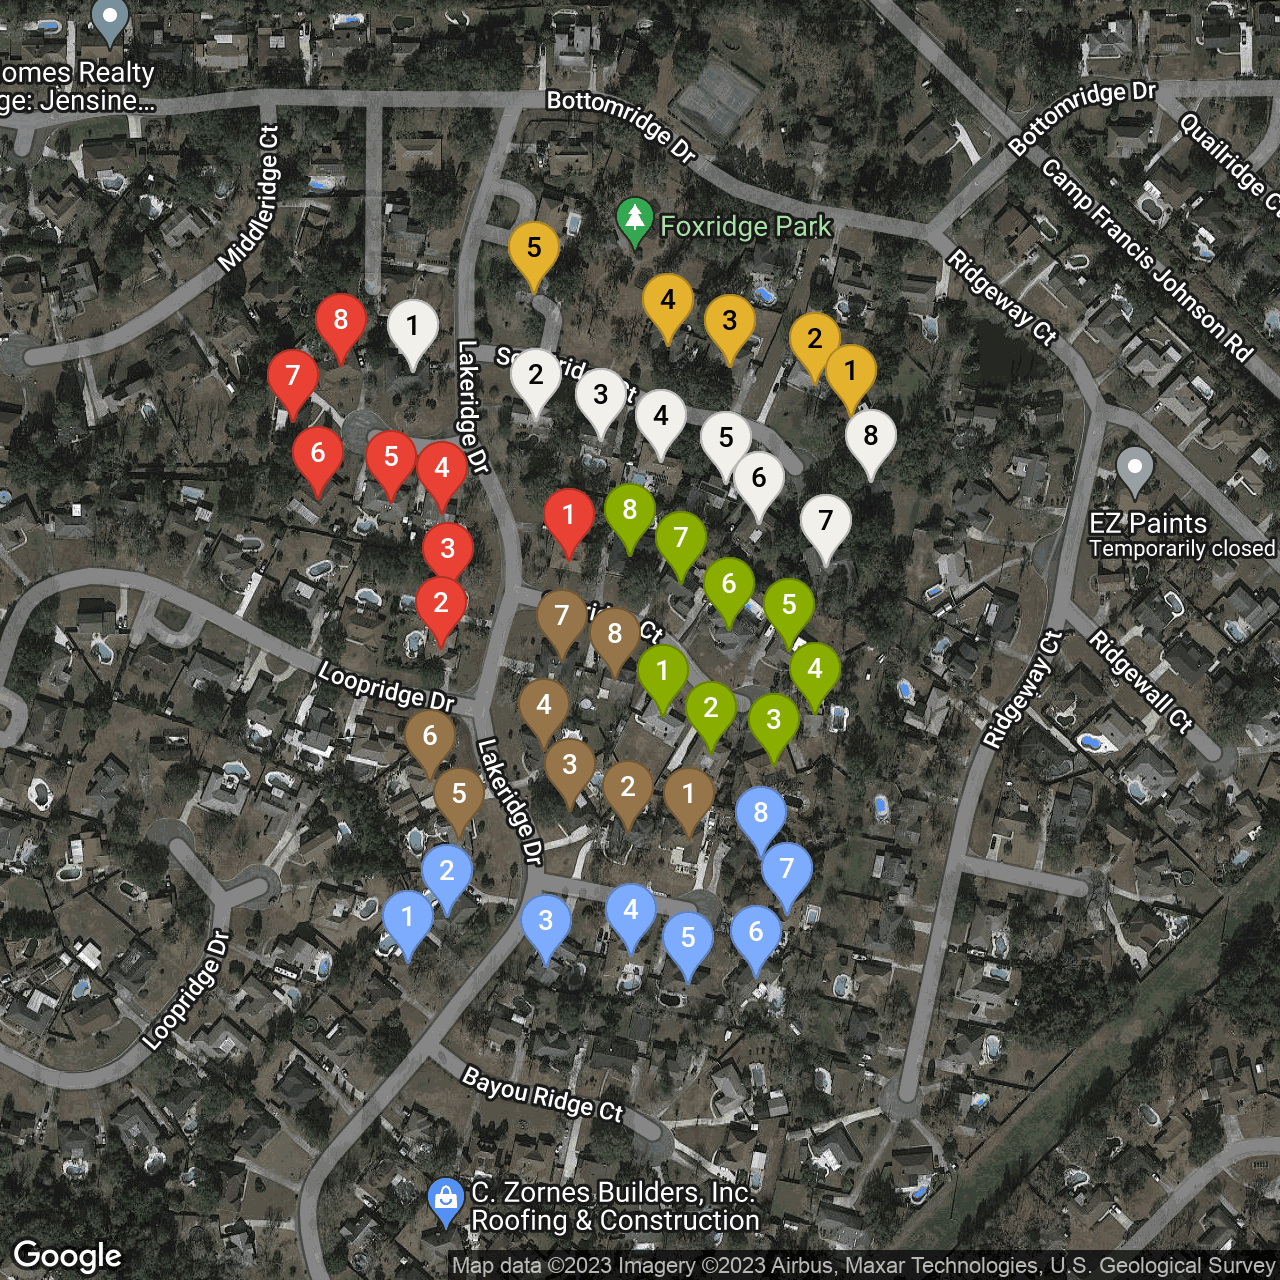 omes Realty
ge: Jensine...
Bottomridge Dr
Bottomridge Dr
Quailridge C
Camp Francis Johnson Rd
Middleridge Ct
Foxridge Park
Ridgeway Ct
5
4
3
2
1
8
1
7
Lakeridge Dr
2
3
4
5
6
8
7
6
5
4
3
2
1
8
7
6
5
4
3
2
1
EZ Paints
Temporarily closed
7
8
Ct
Loopridge Dr
Ridgeway Ct
Ridgewall Ct
4
6
3
2
1
5
Lakeridge Dr
8
7
2
1
3
4
5
6
Loopridge Dr
Bayou Ridge Ct
C. Zornes Builders, Inc.
Roofing & Construction
Google
Map data ©2023 Imagery ©2023 Airbus, Maxar Technologies, U.S. Geological Survey